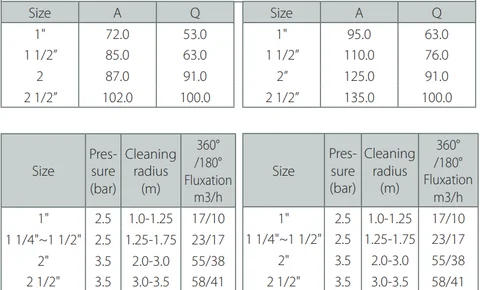 Size A Q
1" 72.0 53.0
1 1/2” 85.0 63.0
2 87.0 91.0
2 1/2” 102.0 100.0
Size A Q
1" 95.0 63.0
1 1/2” 110.0 76.0
2” 125.0 91.0
2 1/2” 135.0 100.0
Size Pres-
sure
(bar) Cleaning
radius
(m) 360°
/180°
Fluxation
m3/h
1" 2.5 1.0-1.25 17/10
1 1/4"~1 1/2" 2.5 1.25-1.75 23/17
2" 3.5 2.0-3.0 55/38
2 1/2" 3.5 3.0-3.5 58/41
Size Pres-
sure
(bar) Cleaning
radius
(m) 360°
/180°
Fluxation
m3/h
1" 2.5 1.0-1.25 17/10
1 1/4"~1 1/2" 2.5 1.25-1.75 23/17
2" 3.5 2.0-3.0 55/38
2 1/2" 3.5 3.0-3.5 58/41